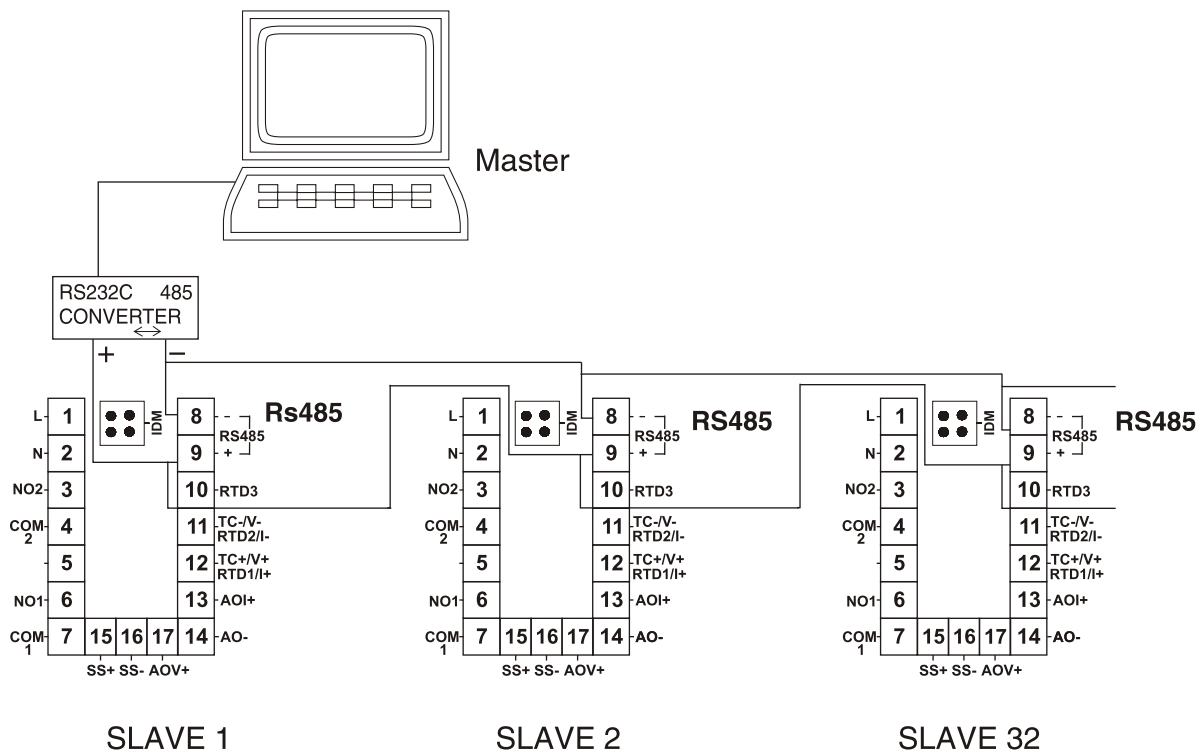 Master
RS232C 485
CONVERTER
+ −
L 1 IDM 8 - Rs485
RS485
N 2 9 +
NO2 3 10 RTD3
COM 2 4 11 TC-/V-
RTD2/I-
5 12 TC+/V+
RTD1/I+
NO1 6 13 AOI+
COM 1 7 15 16 17 14 AO-
SS+ SS- AOV+
SLAVE 1
L 1 IDM 8 - RS485
RS485
N 2 9 +
NO2 3 10 RTD3
COM 2 4 11 TC-/V-
RTD2/I-
5 12 TC+/V+
RTD1/I+
NO1 6 13 AOI+
COM 1 7 15 16 17 14 AO-
SS+ SS- AOV+
SLAVE 2
L 1 IDM 8 - RS485
RS485
N 2 9 +
NO2 3 10 RTD3
COM 2 4 11 TC-/V-
RTD2/I-
5 12 TC+/V+
RTD1/I+
NO1 6 13 AOI+
COM 1 7 15 16 17 14 AO-
SS+ SS- AOV+
SLAVE 32